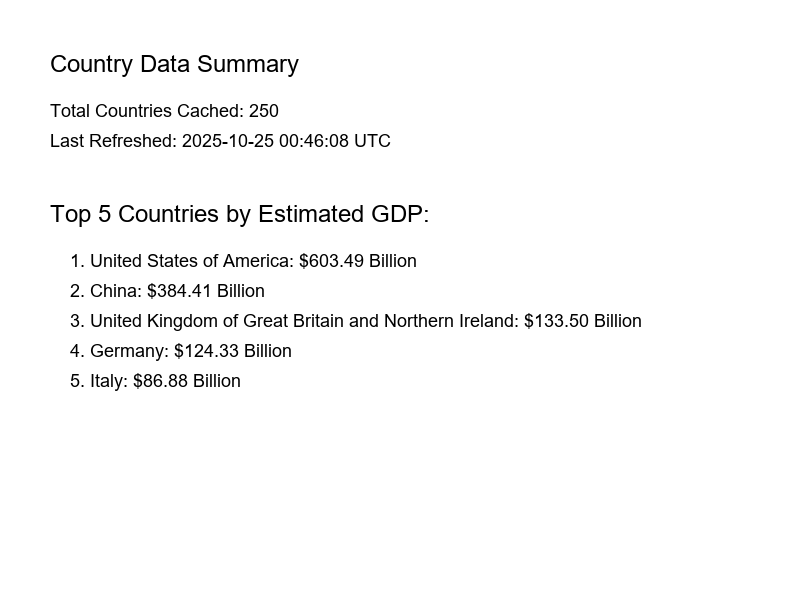 Country Data Summary
Total Countries Cached: 250
Last Refreshed: 2025-10-25 00:46:08 UTC
Top 5 Countries by Estimated GDP:
1. United States of America: $603.49 Billion
2. China: $384.41 Billion
3. United Kingdom of Great Britain and Northern Ireland: $133.50 Billion
4. Germany: $124.33 Billion
5. Italy: $86.88 Billion